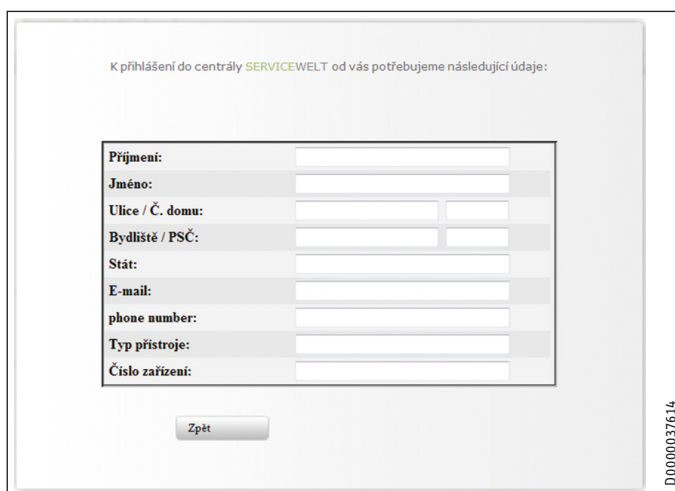 K přihlášení do centrály SERVICEWELT od vás potřebujeme následující údaje:
Příjmení:
Jméno:
Ulice / Č. domu:
Bydliště / PSČ:
Stát:
E-mail:
phone number:
Typ přístroje:
Číslo zařízení:
Zpět
D0000037614